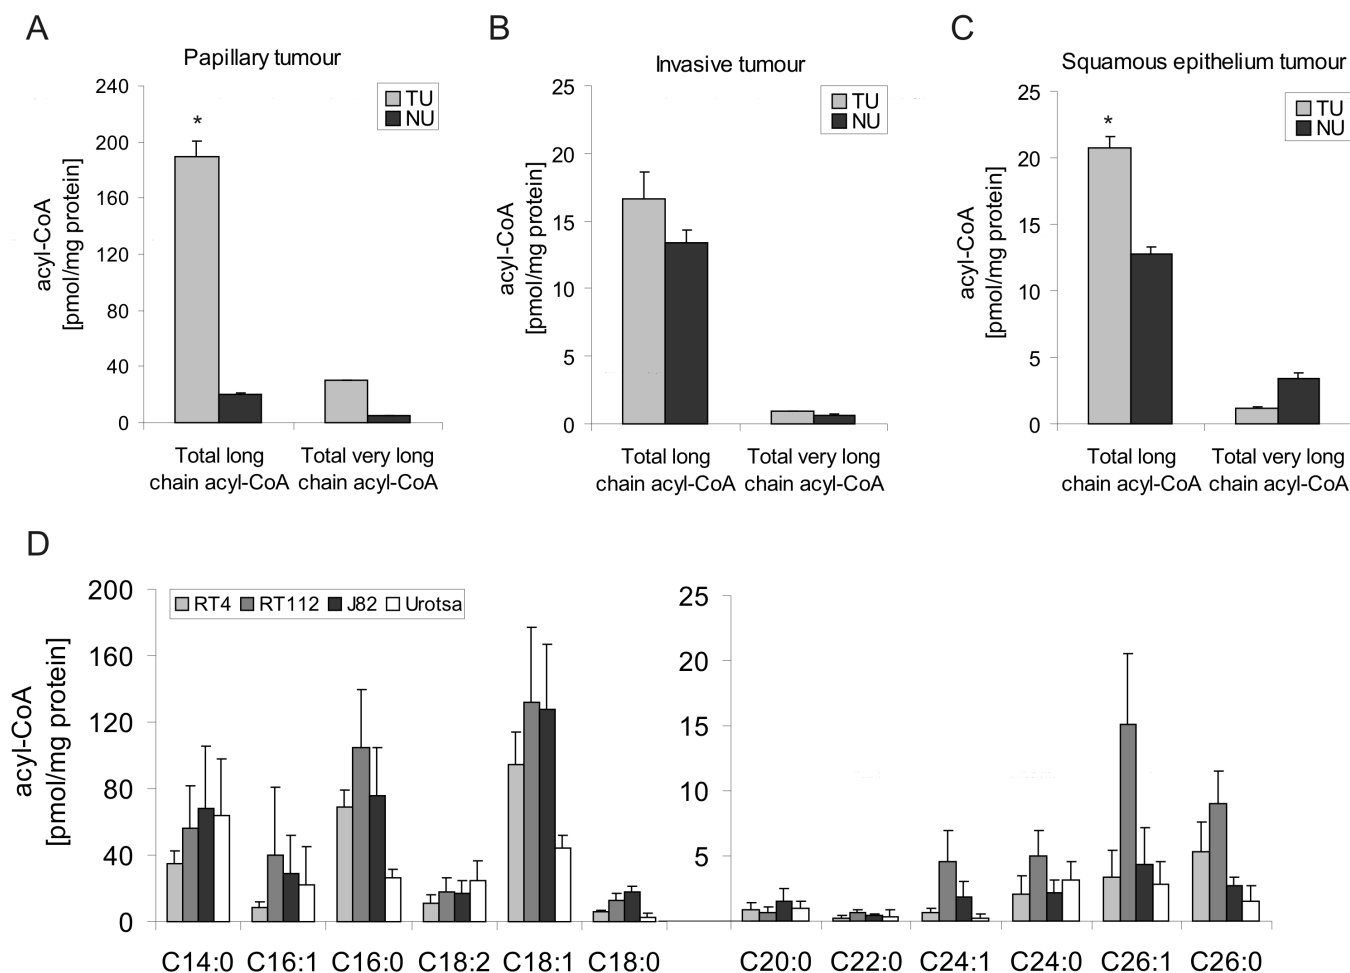 A
Papillary tumour
TU
NU
*
240
200
160
120
80
40
0
acyl-CoA
[pmol/mg protein]
Total long
chain acyl-CoA
Total very long
chain acyl-CoA
B
Invasive tumour
TU
NU
25
20
15
10
5
0
acyl-CoA
[pmol/mg protein]
Total long
chain acyl-CoA
Total very long
chain acyl-CoA
C
Squamous epithelium tumour
TU
NU
*
25
20
15
10
5
0
acyl-CoA
[pmol/mg protein]
Total long
chain acyl-CoA
Total very long
chain acyl-CoA
D
RT4 RT112 J82 Urotsa
200
160
120
80
40
0
acyl-CoA
[pmol/mg protein]
25
20
15
10
5
C14:0 C16:1 C16:0 C18:2 C18:1 C18:0 C20:0 C22:0 C24:1 C24:0 C26:1 C26:0